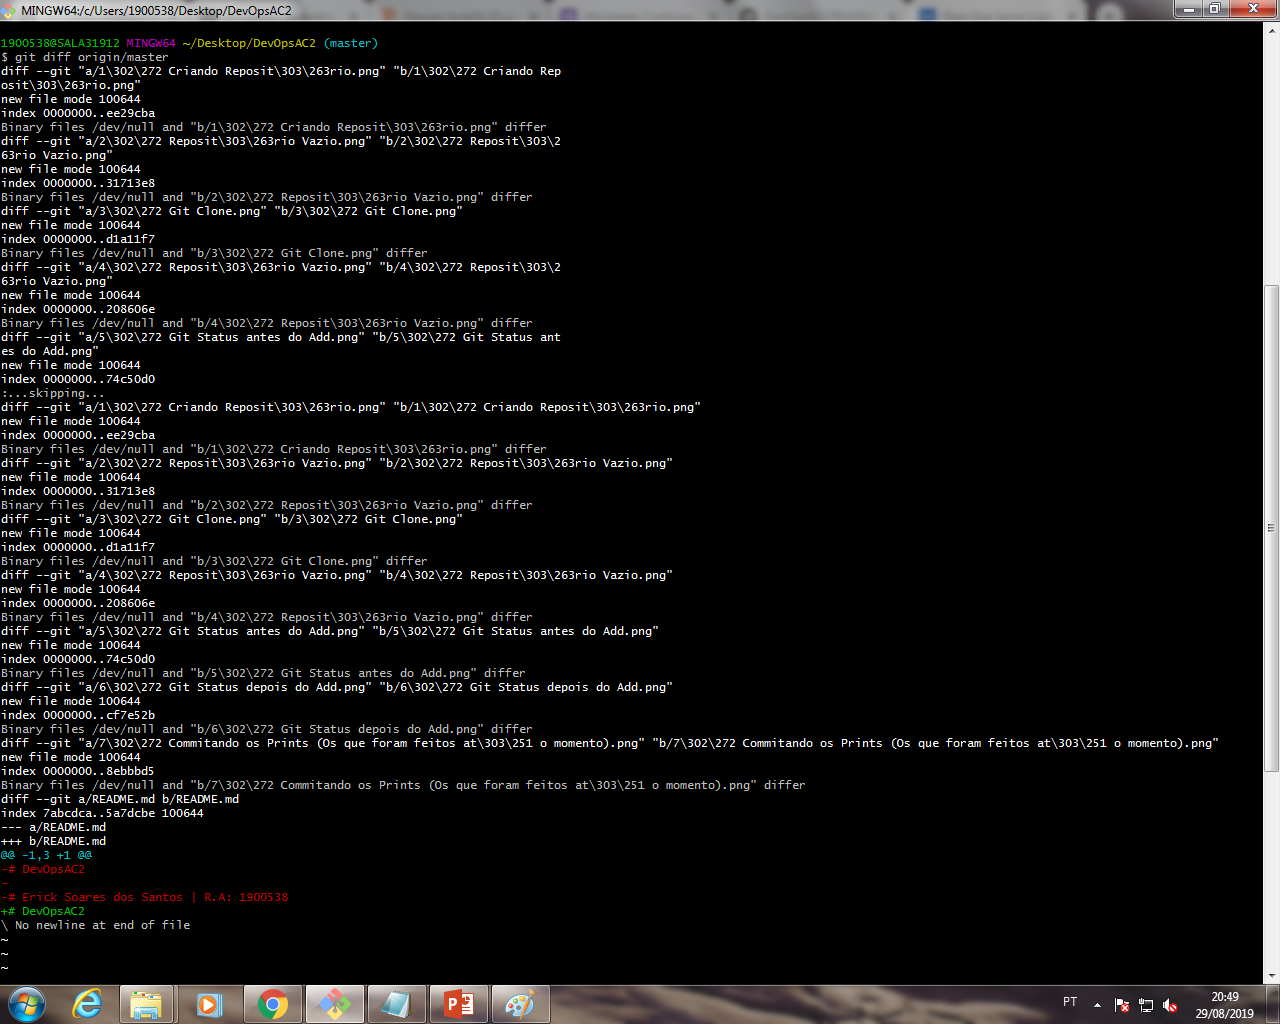 MINGW64:/c/Users/1900538/Desktop/DevOpsAC2
1900538@SALA31912 MINGW64 ~/Desktop/DevOpsAC2 (master)
$ git diff origin/master
diff --git "a/1\302\272 Criando Reposit\303\263rio.png" "b/1\302\272 Criando Rep
osit\303\263rio.png"
new file mode 100644
index 0000000..ee29cba
Binary files /dev/null and "b/1\302\272 Criando Reposit\303\263rio.png" differ
diff --git "a/2\302\272 Reposit\303\263rio Vazio.png" "b/2\302\272 Reposit\303\2
63rio Vazio.png"
new file mode 100644
index 0000000..31713e8
Binary files /dev/null and "b/2\302\272 Reposit\303\263rio Vazio.png" differ
diff --git "a/3\302\272 Git Clone.png" "b/3\302\272 Git Clone.png"
new file mode 100644
index 0000000..d1a11f7
Binary files /dev/null and "b/3\302\272 Git Clone.png" differ
diff --git "a/4\302\272 Reposit\303\263rio Vazio.png" "b/4\302\272 Reposit\303\2
63rio Vazio.png"
new file mode 100644
index 0000000..208606e
Binary files /dev/null and "b/4\302\272 Reposit\303\263rio Vazio.png" differ
diff --git "a/5\302\272 Git Status antes do Add.png" "b/5\302\272 Git Status ant
es do Add.png"
new file mode 100644
index 0000000..74c50d0
:...skipping...
diff --git "a/1\302\272 Criando Reposit\303\263rio.png" "b/1\302\272 Criando Reposit\303\263rio.png"
new file mode 100644
index 0000000..ee29cba
Binary files /dev/null and "b/1\302\272 Criando Reposit\303\263rio.png" differ
diff --git "a/2\302\272 Reposit\303\263rio Vazio.png" "b/2\302\272 Reposit\303\263rio Vazio.png"
new file mode 100644
index 0000000..31713e8
Binary files /dev/null and "b/2\302\272 Reposit\303\263rio Vazio.png" differ
diff --git "a/3\302\272 Git Clone.png" "b/3\302\272 Git Clone.png"
new file mode 100644
index 0000000..d1a11f7
Binary files /dev/null and "b/3\302\272 Git Clone.png" differ
diff --git "a/4\302\272 Reposit\303\263rio Vazio.png" "b/4\302\272 Reposit\303\263rio Vazio.png"
new file mode 100644
index 0000000..208606e
Binary files /dev/null and "b/4\302\272 Reposit\303\263rio Vazio.png" differ
diff --git "a/5\302\272 Git Status antes do Add.png" "b/5\302\272 Git Status antes do Add.png"
new file mode 100644
index 0000000..74c50d0
Binary files /dev/null and "b/5\302\272 Git Status antes do Add.png" differ
diff --git "a/6\302\272 Git Status depois do Add.png" "b/6\302\272 Git Status depois do Add.png"
new file mode 100644
index 0000000..cf7e52b
Binary files /dev/null and "b/6\302\272 Git Status depois do Add.png" differ
diff --git "a/7\302\272 Commitando os Prints (Os que foram feitos at\303\251 o momento).png" "b/7\302\272 Commitando os Prints (Os que foram feitos at\303\251 o momento).png"
new file mode 100644
index 0000000..8ebbbd5
Binary files /dev/null and "b/7\302\272 Commitando os Prints (Os que foram feitos at\303\251 o momento).png" differ
diff --git a/README.md b/README.md
index 7abcdca..5a7dcbe 100644
--- a/README.md
+++ b/README.md
@@ -1,3 +1 @@
-# DevOpsAC2
-
-# Erick Soares dos Santos | R.A: 1900538
+# DevOpsAC2
\ No newline at end of file
~
~
~
PT
20:49
29/08/2019